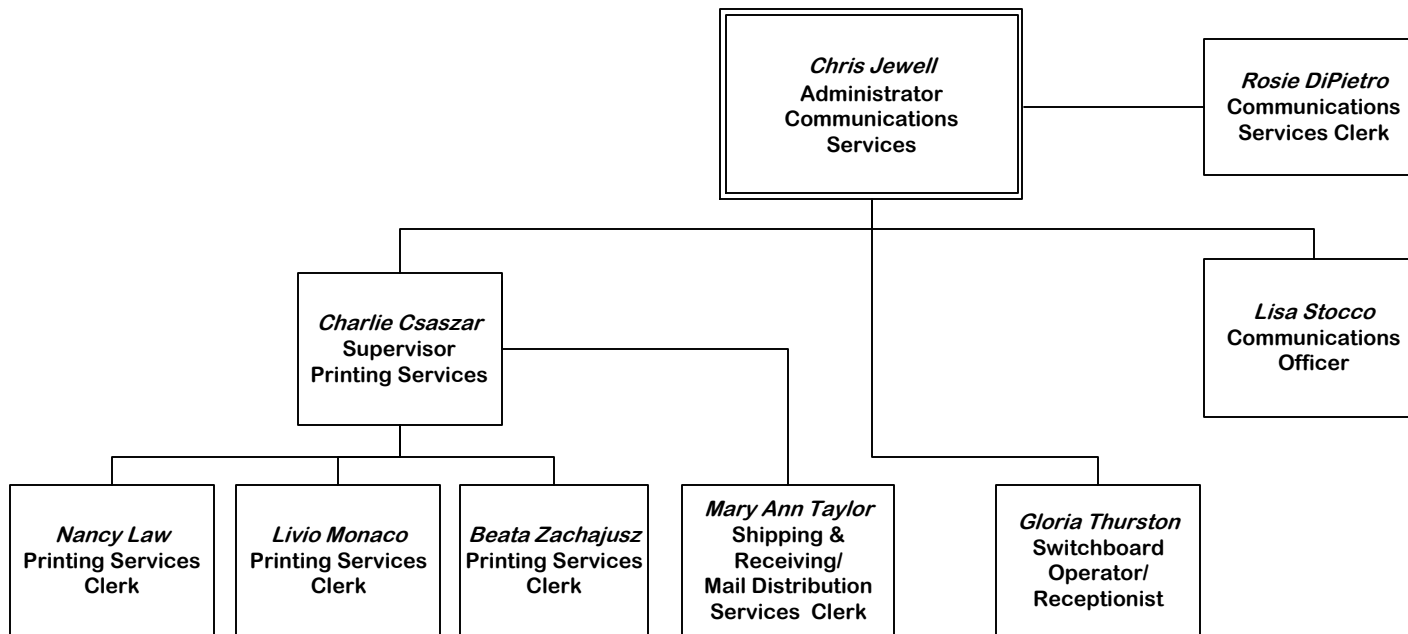 Chris Jewell
Administrator
Communications
Services
Rosie DiPietro
Communications
Services Clerk
Charlie Csaszar
Supervisor
Printing Services
Lisa Stocco
Communications
Officer
Nancy Law
Printing Services
Clerk
Livio Monaco
Printing Services
Clerk
Beata Zachajusz
Printing Services
Clerk
Mary Ann Taylor
Shipping &
Receiving/
Mail Distribution
Services Clerk
Gloria Thurston
Switchboard
Operator/
Receptionist